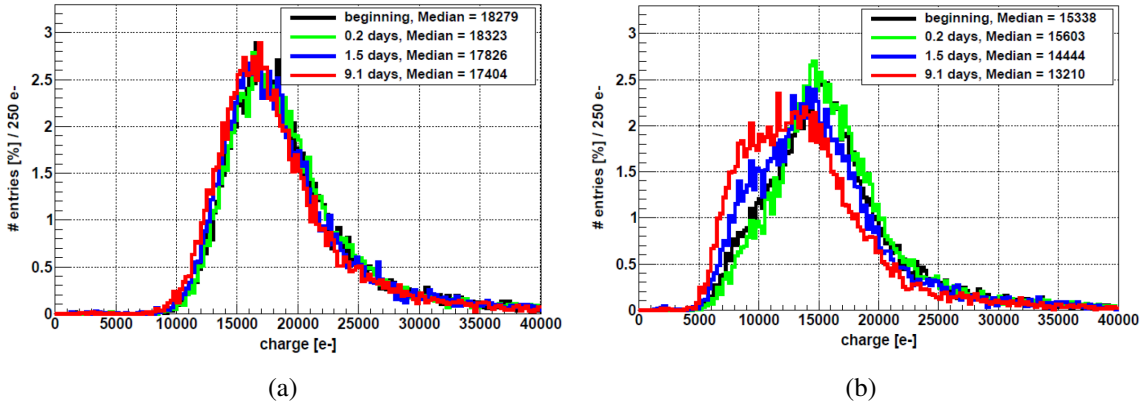 beginning, Median = 18279
0.2 days, Median = 18323
1.5 days, Median = 17826
9.1 days, Median = 17404
# entries [%] / 250 e-
3
2.5
2
1.5
1
0.5
0
0 5000 10000 15000 20000 25000 30000 35000 40000
charge [e-]
(a)
beginning, Median = 15338
0.2 days, Median = 15603
1.5 days, Median = 14444
9.1 days, Median = 13210
# entries [%] / 250 e-
3
2.5
2
1.5
1
0.5
0
0 5000 10000 15000 20000 25000 30000 35000 40000
charge [e-]
(b)